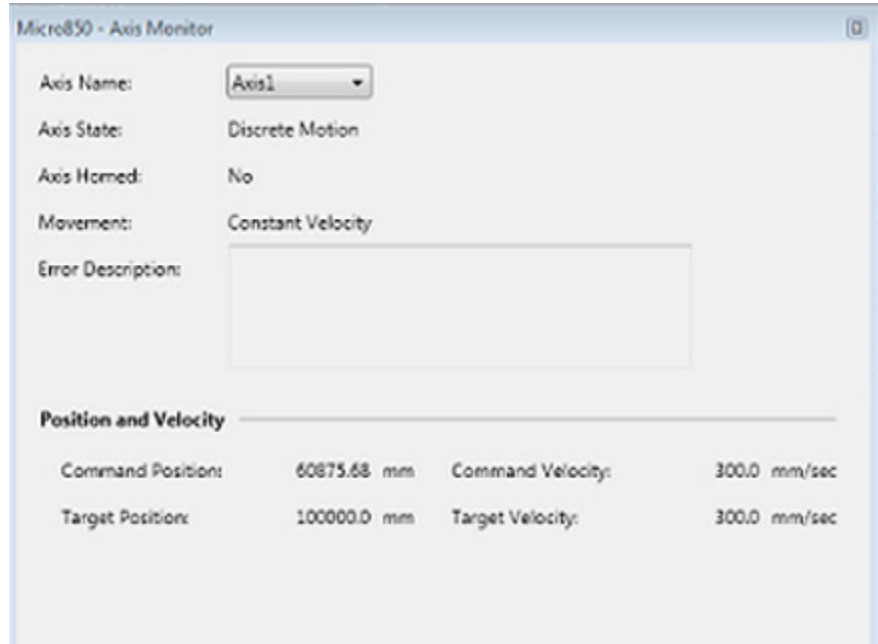 Micro850 - Axis Monitor
Axis Name: Axis1
Axis State: Discrete Motion
Axis Homed: No
Movement: Constant Velocity
Error Description:
Position and Velocity
Command Position: 60875.68 mm Command Velocity: 300.0 mm/sec
Target Position: 100000.0 mm Target Velocity: 300.0 mm/sec